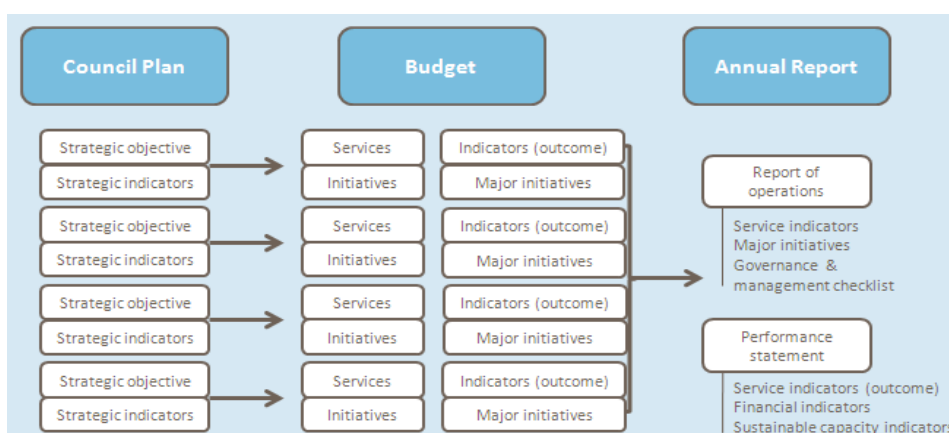 Council Plan
Budget
Annual Report
Strategic objective
Strategic indicators
Services
Initiatives
Indicators (outcome)
Major initiatives
Strategic objective
Strategic indicators
Services
Initiatives
Indicators (outcome)
Major initiatives
Strategic objective
Strategic indicators
Services
Initiatives
Indicators (outcome)
Major initiatives
Strategic objective
Strategic indicators
Services
Initiatives
Indicators (outcome)
Major initiatives
Report of
operations
Service indicators
Major initiatives
Governance &
management checklist
Performance
statement
Service indicators (outcome)
Financial indicators
Sustainable capacity indicators